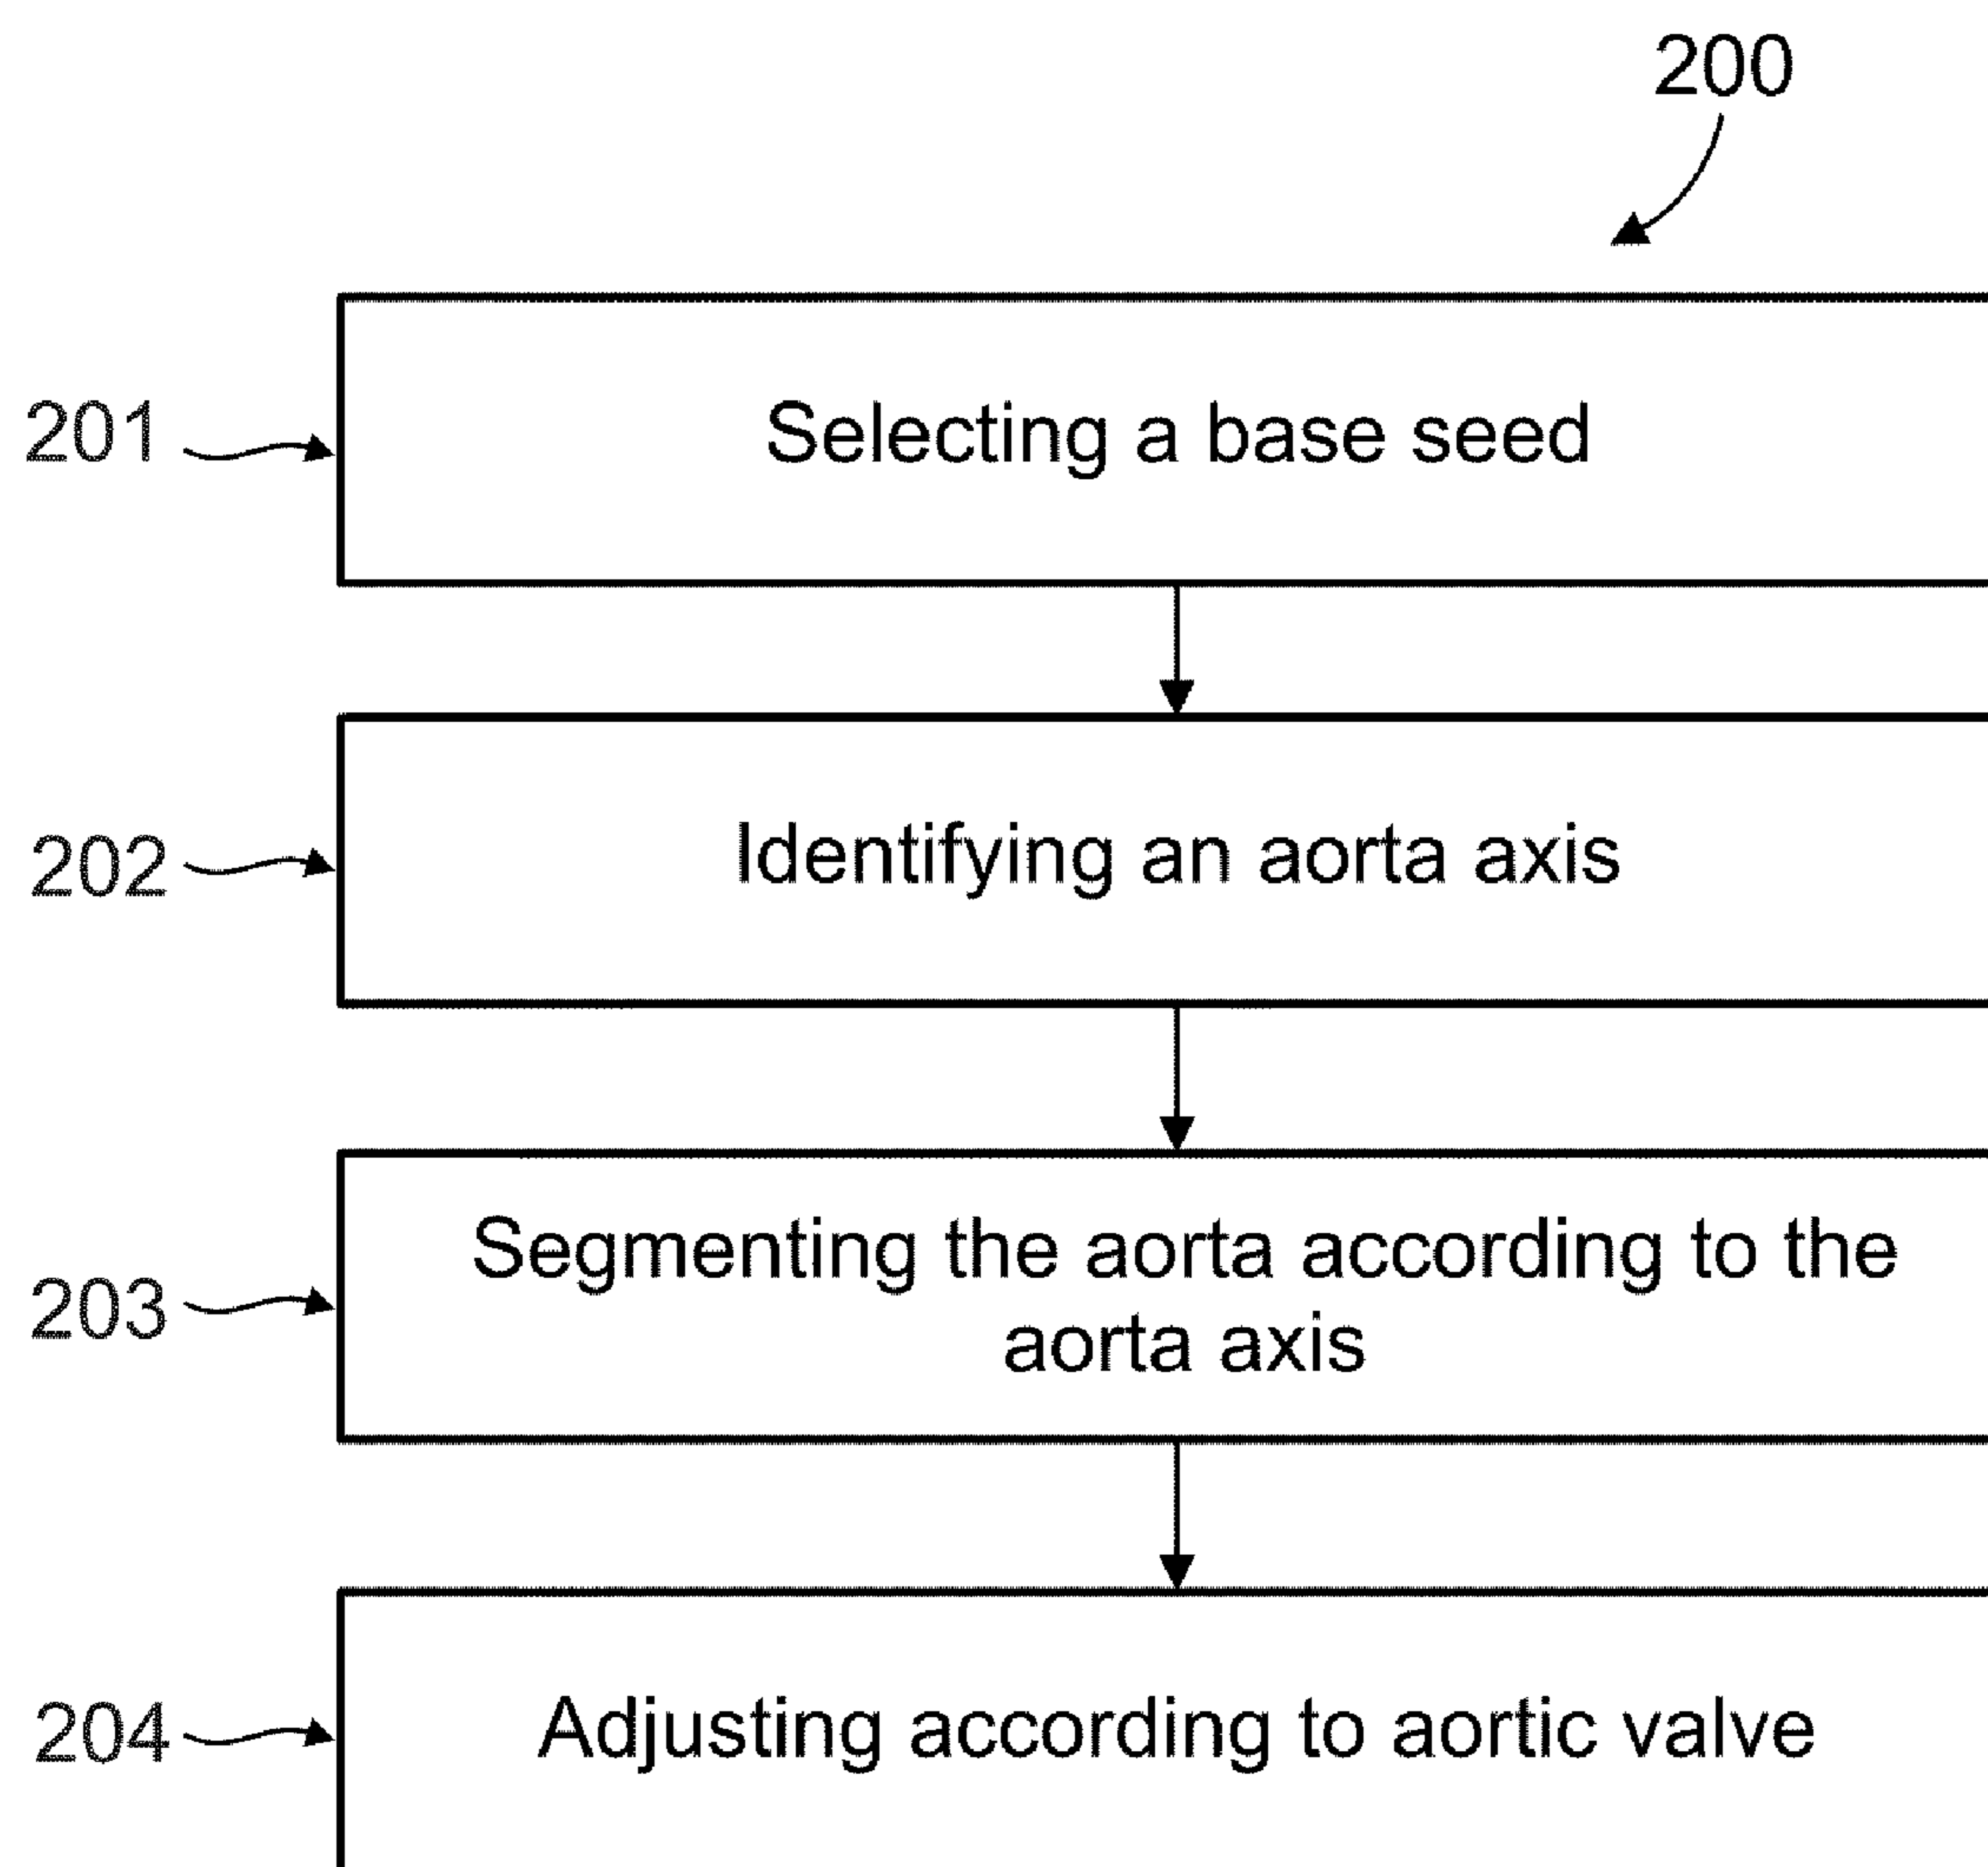 200
201
Selecting a base seed
202
Identifying an aorta axis
203
Segmenting the aorta according to the
aorta axis
204
Adjusting according to aortic valve